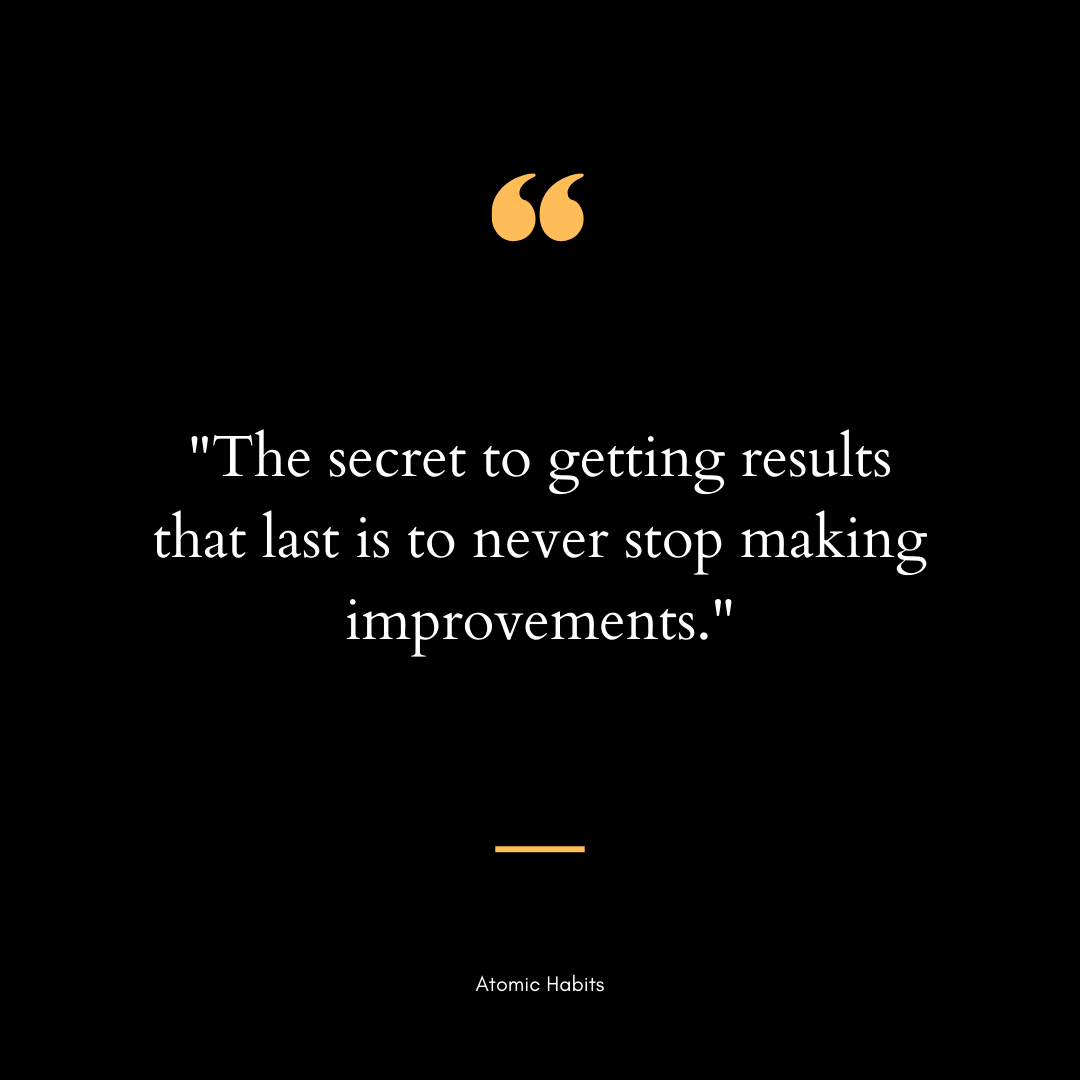 “
"The secret to getting results
that last is to never stop making
improvements."
Atomic Habits